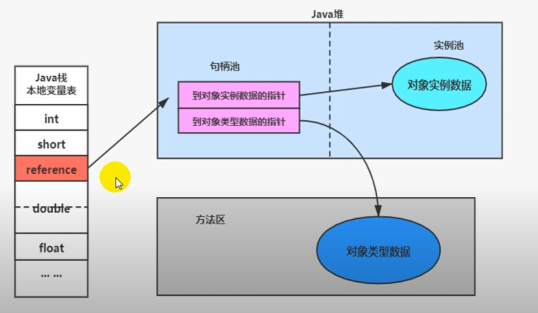 Java堆
Java栈
本地变量表
int
short
reference
double
float
... ...
句柄池
到对象实例数据的指针
到对象类型数据的指针
实例池
对象实例数据
方法区
对象类型数据